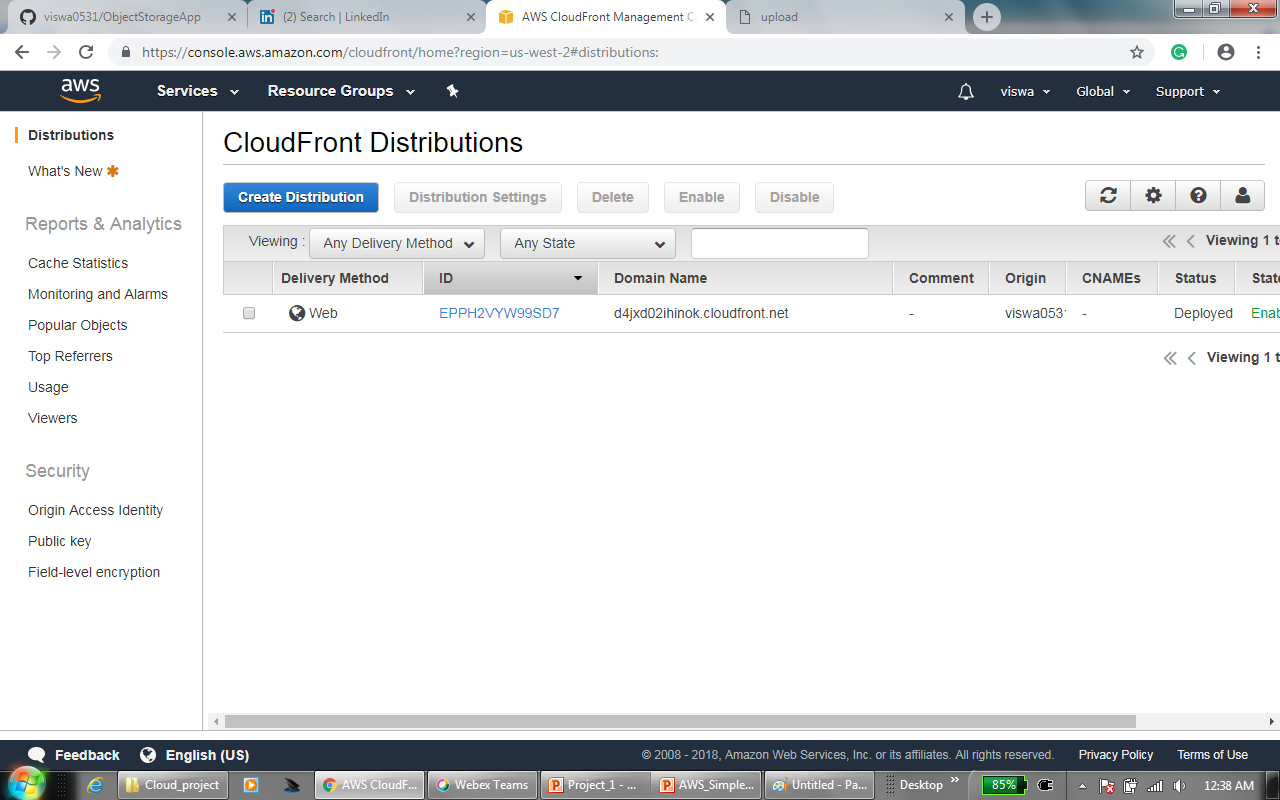 viswa0531/ObjectStorageApp
(2) Search | LinkedIn
AWS CloudFront Management C
upload
https://console.aws.amazon.com/cloudfront/home?region=us-west-2#distributions:
aws
Services
Resource Groups
viswa
Global
Support
Distributions
What's New
Reports & Analytics
Cache Statistics
Monitoring and Alarms
Popular Objects
Top Referrers
Usage
Viewers
Security
Origin Access Identity
Public key
Field-level encryption
CloudFront Distributions
Create Distribution
Distribution Settings
Delete
Enable
Disable
Viewing :
Any Delivery Method
Any State
Viewing 1 t
Delivery Method ID Domain Name Comment Origin CNAMEs Status State
Web EPPH2VYW99SD7 d4jxd02ihinok.cloudfront.net - viswa053 - Deployed Enab
Viewing 1 t
Feedback
English (US)
© 2008 - 2018, Amazon Web Services, Inc. or its affiliates. All rights reserved.
Privacy Policy
Terms of Use
Cloud_project
AWS CloudF...
Webex Teams
Project_1 - ...
AWS_Simple...
Untitled - Pa...
Desktop
85%
12:38 AM